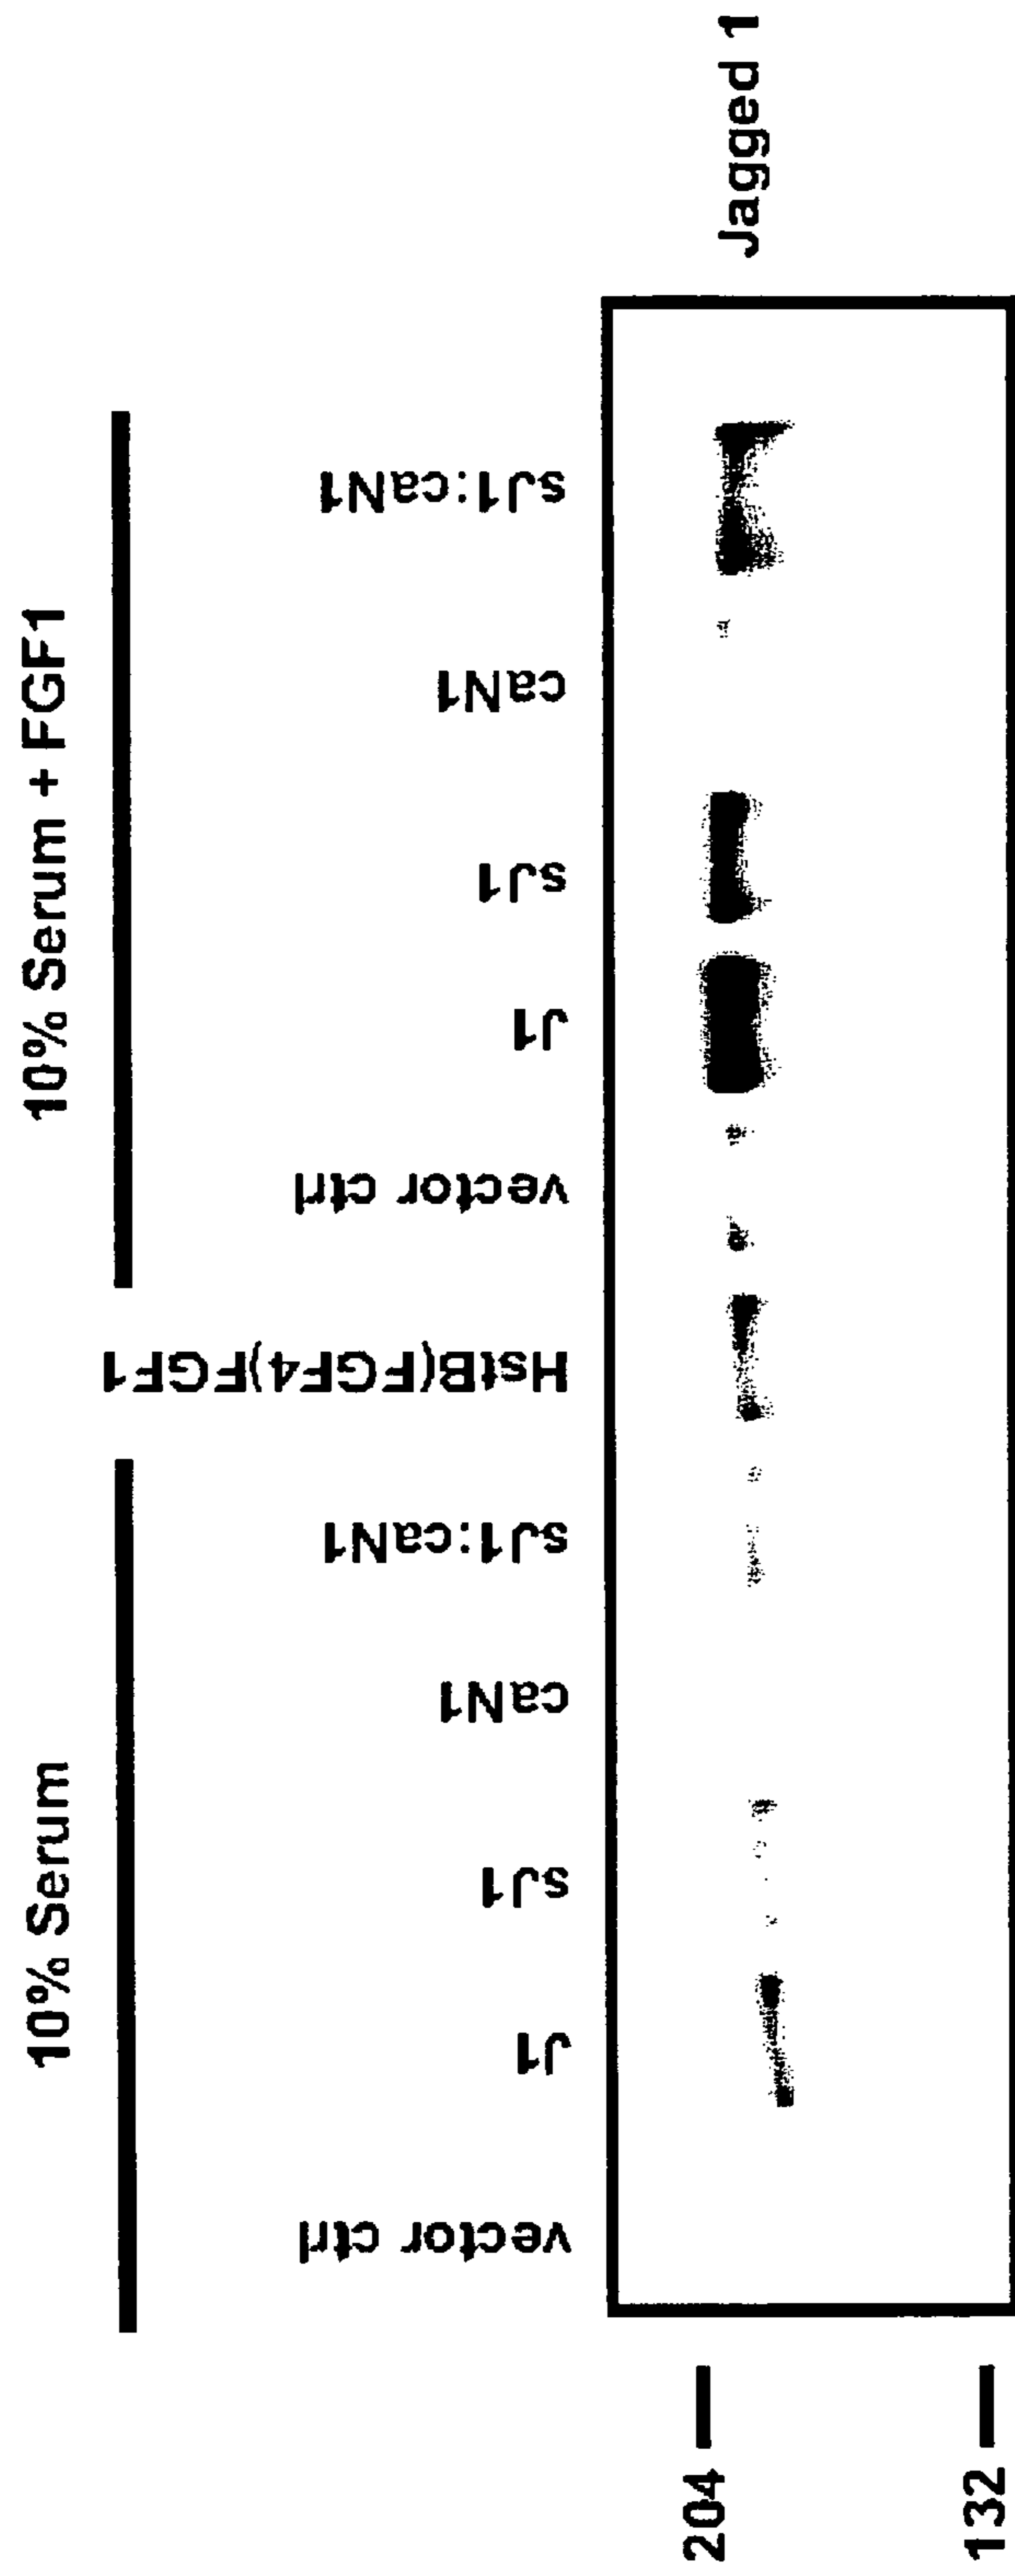 10% Serum
10% Serum + FGF1
vector ctrl
J1
sJ1
caN1
sJ1:caN1
HstB(FGF4)FGF1
vector ctrl
J1
sJ1
caN1
sJ1:caN1
204
132
Jagged 1